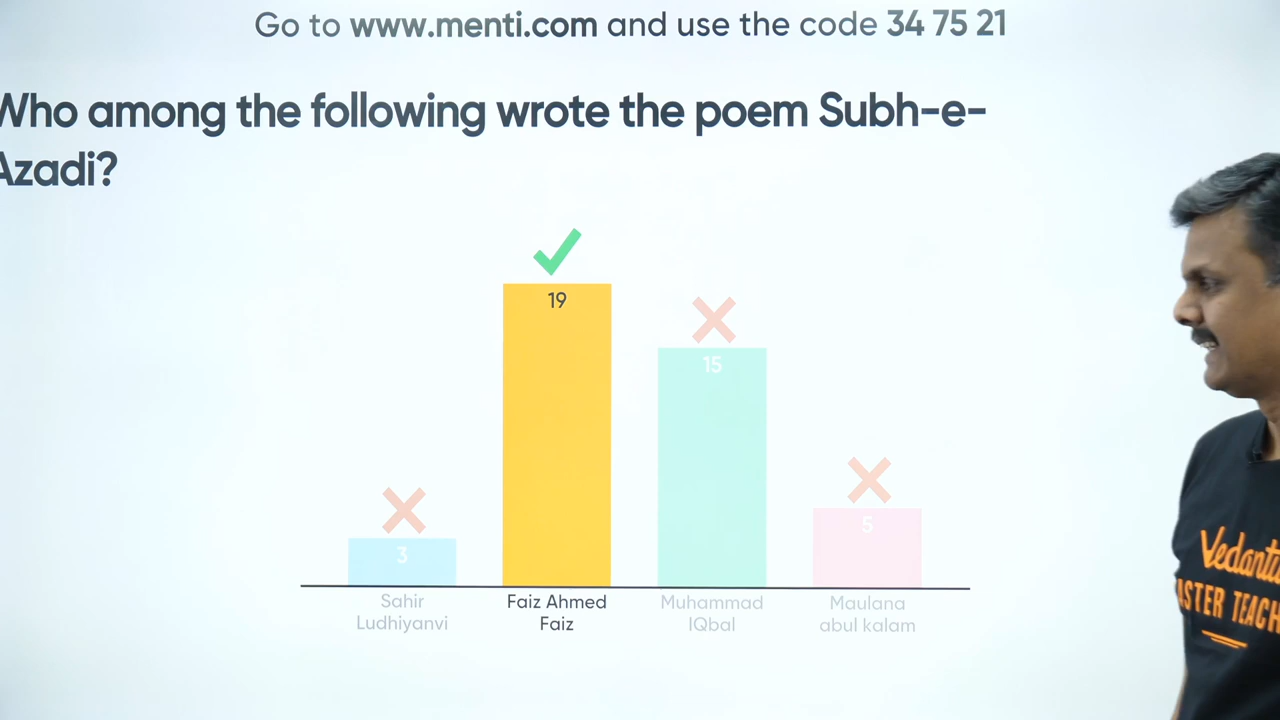 Go to www.menti.com and use the code 34 75 21
Who among the following wrote the poem Subh-e-
Azadi?
19
15
5
3
Sahir
Ludhiyanvi
Faiz Ahmed
Faiz
Muhammad
IQbal
Maulana
abul kalam
Vedantu
ASTER TEACH